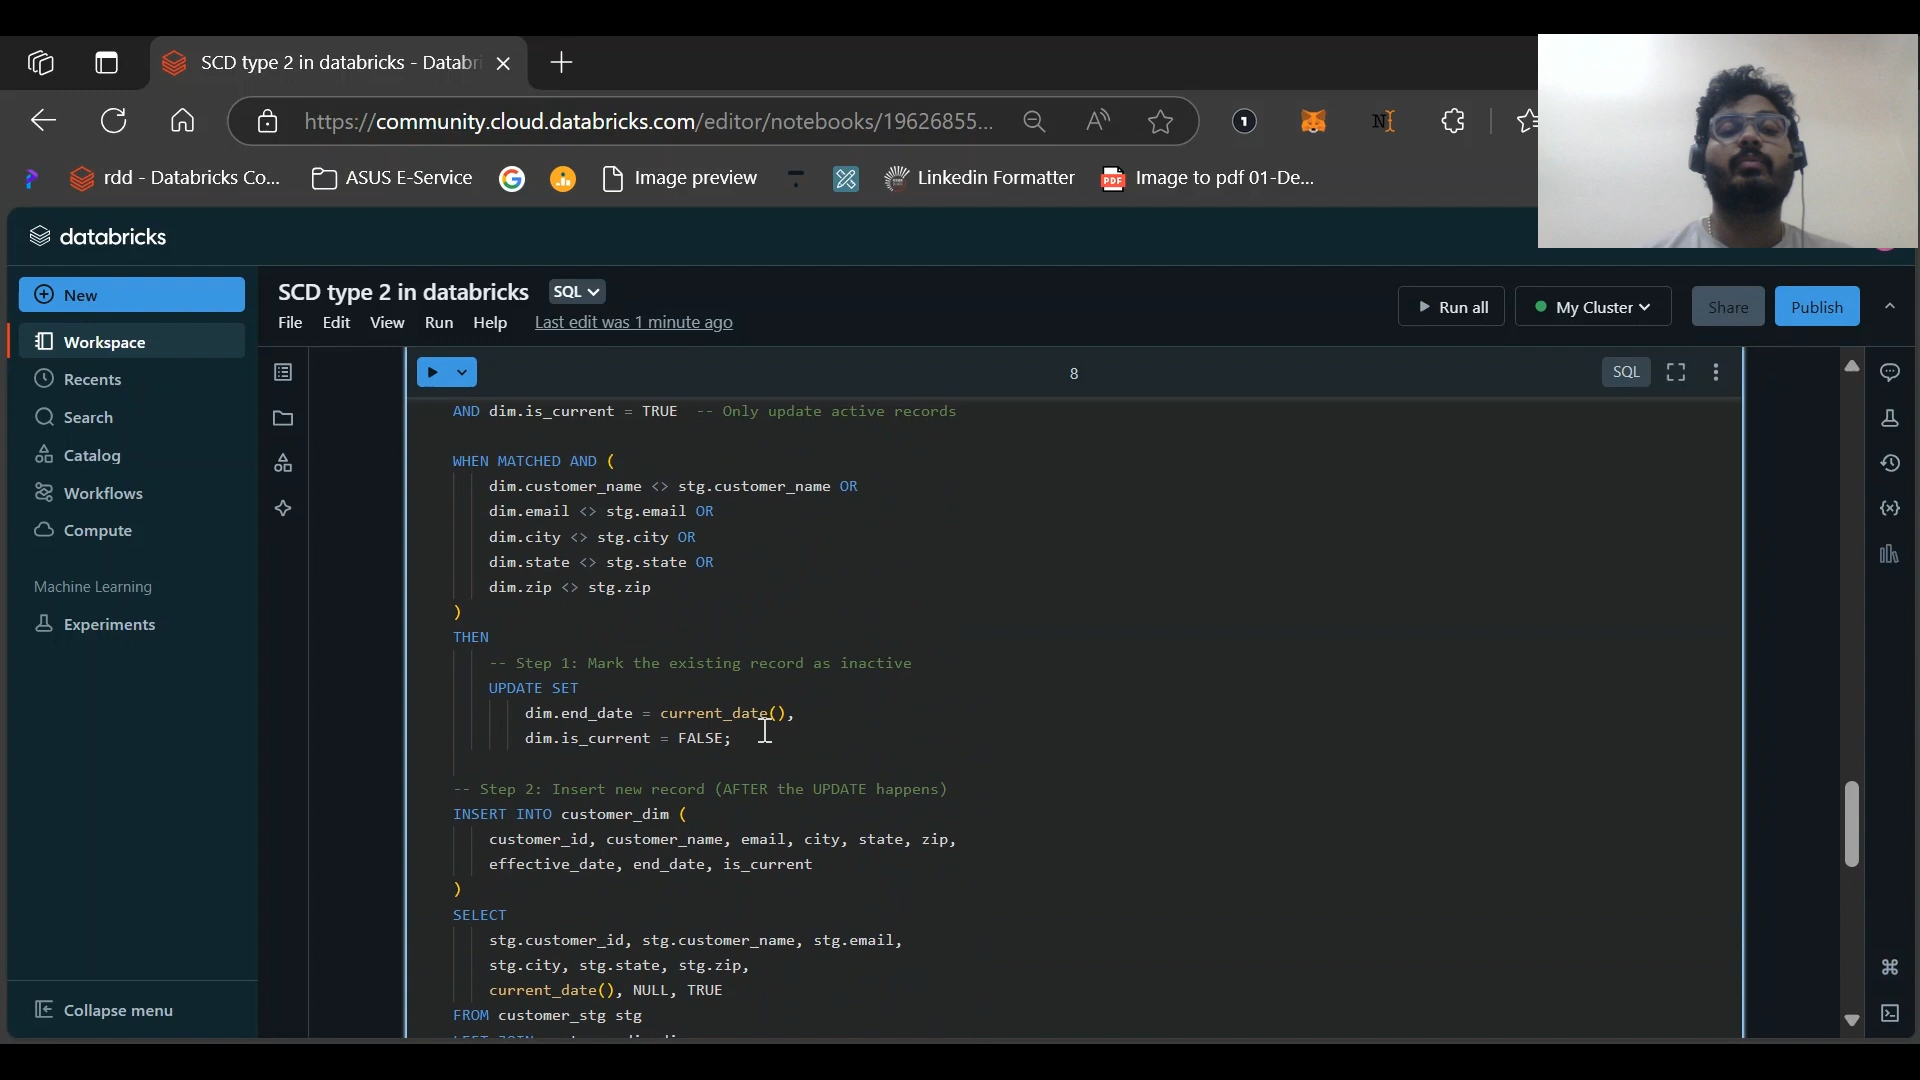 SCD type 2 in databricks - Databri
https://community.cloud.databricks.com/editor/notebooks/19626855...
rdd - Databricks Co...
ASUS E-Service
Image preview
Linkedin Formatter
PDF
Image to pdf 01-De...
databricks
New
SCD type 2 in databricks
SQL
Run all
My Cluster
Share
Publish
File
Edit
View
Run
Help
Last edit was 1 minute ago
Workspace
Recents
Search
Catalog
Workflows
Compute
Machine Learning
Experiments
Collapse menu
8
SQL
AND dim.is_current = TRUE  -- Only update active records
WHEN MATCHED AND (
dim.customer_name <> stg.customer_name OR
dim.email <> stg.email OR
dim.city <> stg.city OR
dim.state <> stg.state OR
dim.zip <> stg.zip
)
THEN
-- Step 1: Mark the existing record as inactive
UPDATE SET
dim.end_date = current_date(),
dim.is_current = FALSE;
-- Step 2: Insert new record (AFTER the UPDATE happens)
INSERT INTO customer_dim (
customer_id, customer_name, email, city, state, zip,
effective_date, end_date, is_current
)
SELECT
stg.customer_id, stg.customer_name, stg.email,
stg.city, stg.state, stg.zip,
current_date(), NULL, TRUE
FROM customer_stg stg